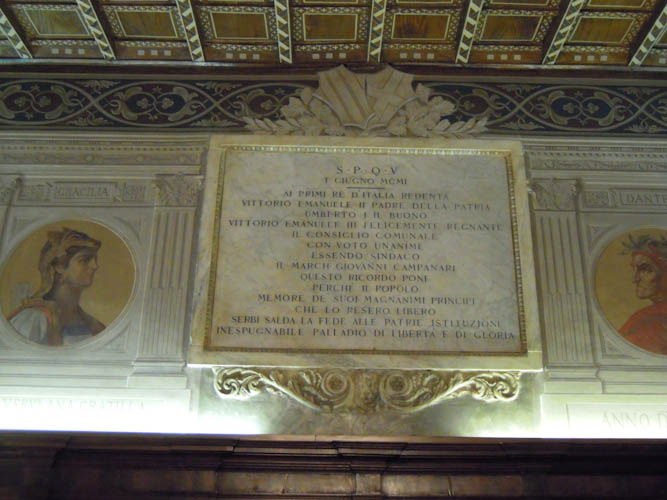 S·P·Q·V
I GIUGNO MCMI
AI PRIMI RE D'ITALIA REDENTA
VITTORIO EMANUELE II PADRE DELLA PATRIA
UMBERTO I IL BUONO
VITTORIO EMANUELE III FELICEMENTE REGNANTE
IL CONSIGLIO COMUNALE
CON VOTO UNANIME
ESSENDO SINDACO
IL MARCH. GIOVANNI CAMPANARI
QUESTO RICORDO PONE
PERCHE IL POPOLO
MEMORE DE SUOI MAGNANIMI PRINCIPI
CHE LO RESERO LIBERO
SERBI SALDA LA FEDE ALLE PATRIE ISTITUZIONI
INESPUGNABILE PALLADIO DI LIBERTA E DI GLORIA
GRACILIA
DANTE
GRATILLA
ANNO